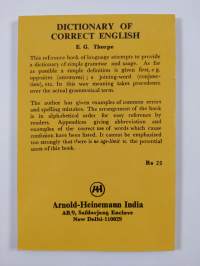 DICTIONARY OF
CORRECT ENGLISH
E. G. Thorpe
This reference book of language attempts to provide
a dictionary of simple grammar and usage. As far
as possible a simple definition is given first, e.g.
opposites (antonyms); a joining-word (conjunc-
tion), etc. In this way meaning takes precedence
over the actual grammatical term.
The author has given examples of common errors
and spelling mistakes. The arrangement of the book
is in alphabetical order for easy reference by
readers. Appendices giving abbreviation and
examples of the correct use of words which cause
confusion have been listed. It cannot be emphasised
too strongly that there is no age-limit to the potential
users of this book.
Rs 25
AH
Arnold-Heinemann India
AB/9, Safdarjang Enclave
New Delhi-110029